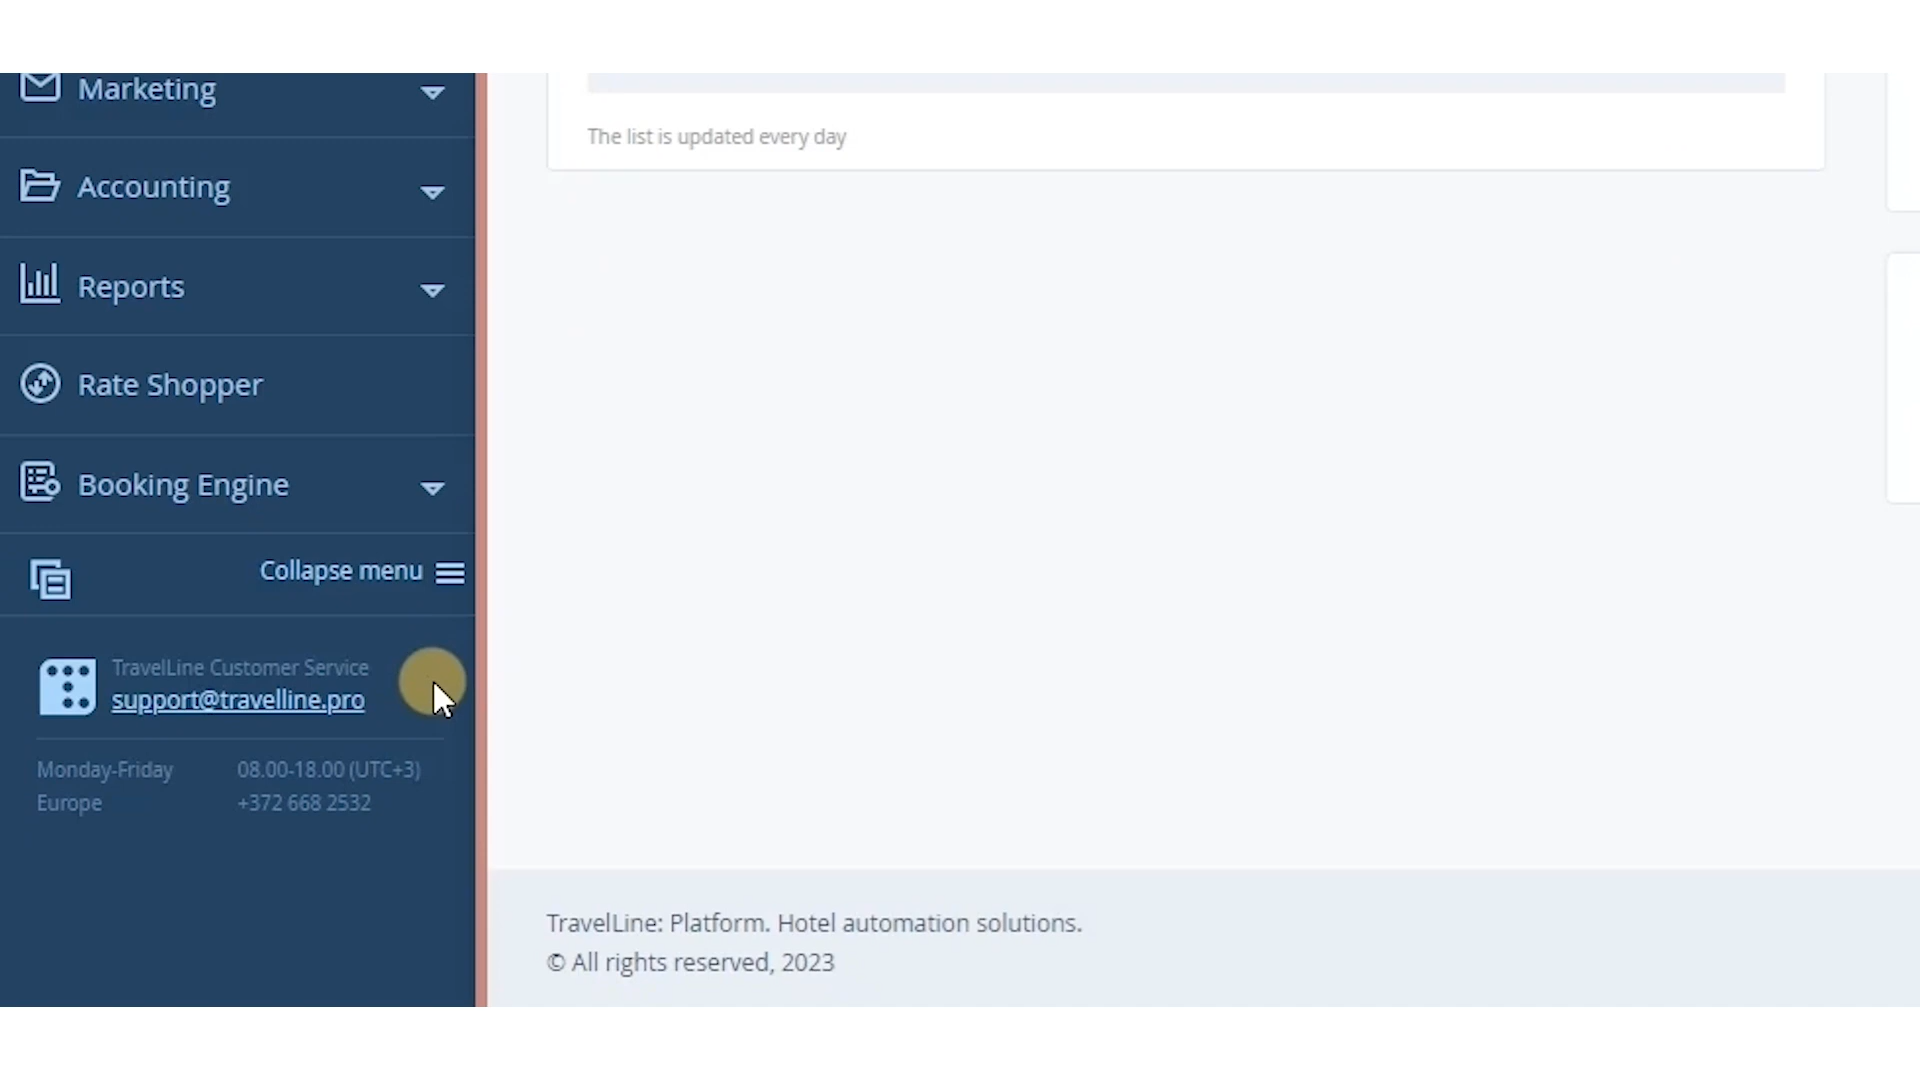 Marketing
Accounting
Reports
Rate Shopper
Booking Engine
Collapse menu
TravelLine Customer Service
support@travelline.pro
Monday-Friday 08.00-18.00 (UTC+3)
Europe +372 668 2532
The list is updated every day
TravelLine: Platform. Hotel automation solutions.
© All rights reserved, 2023